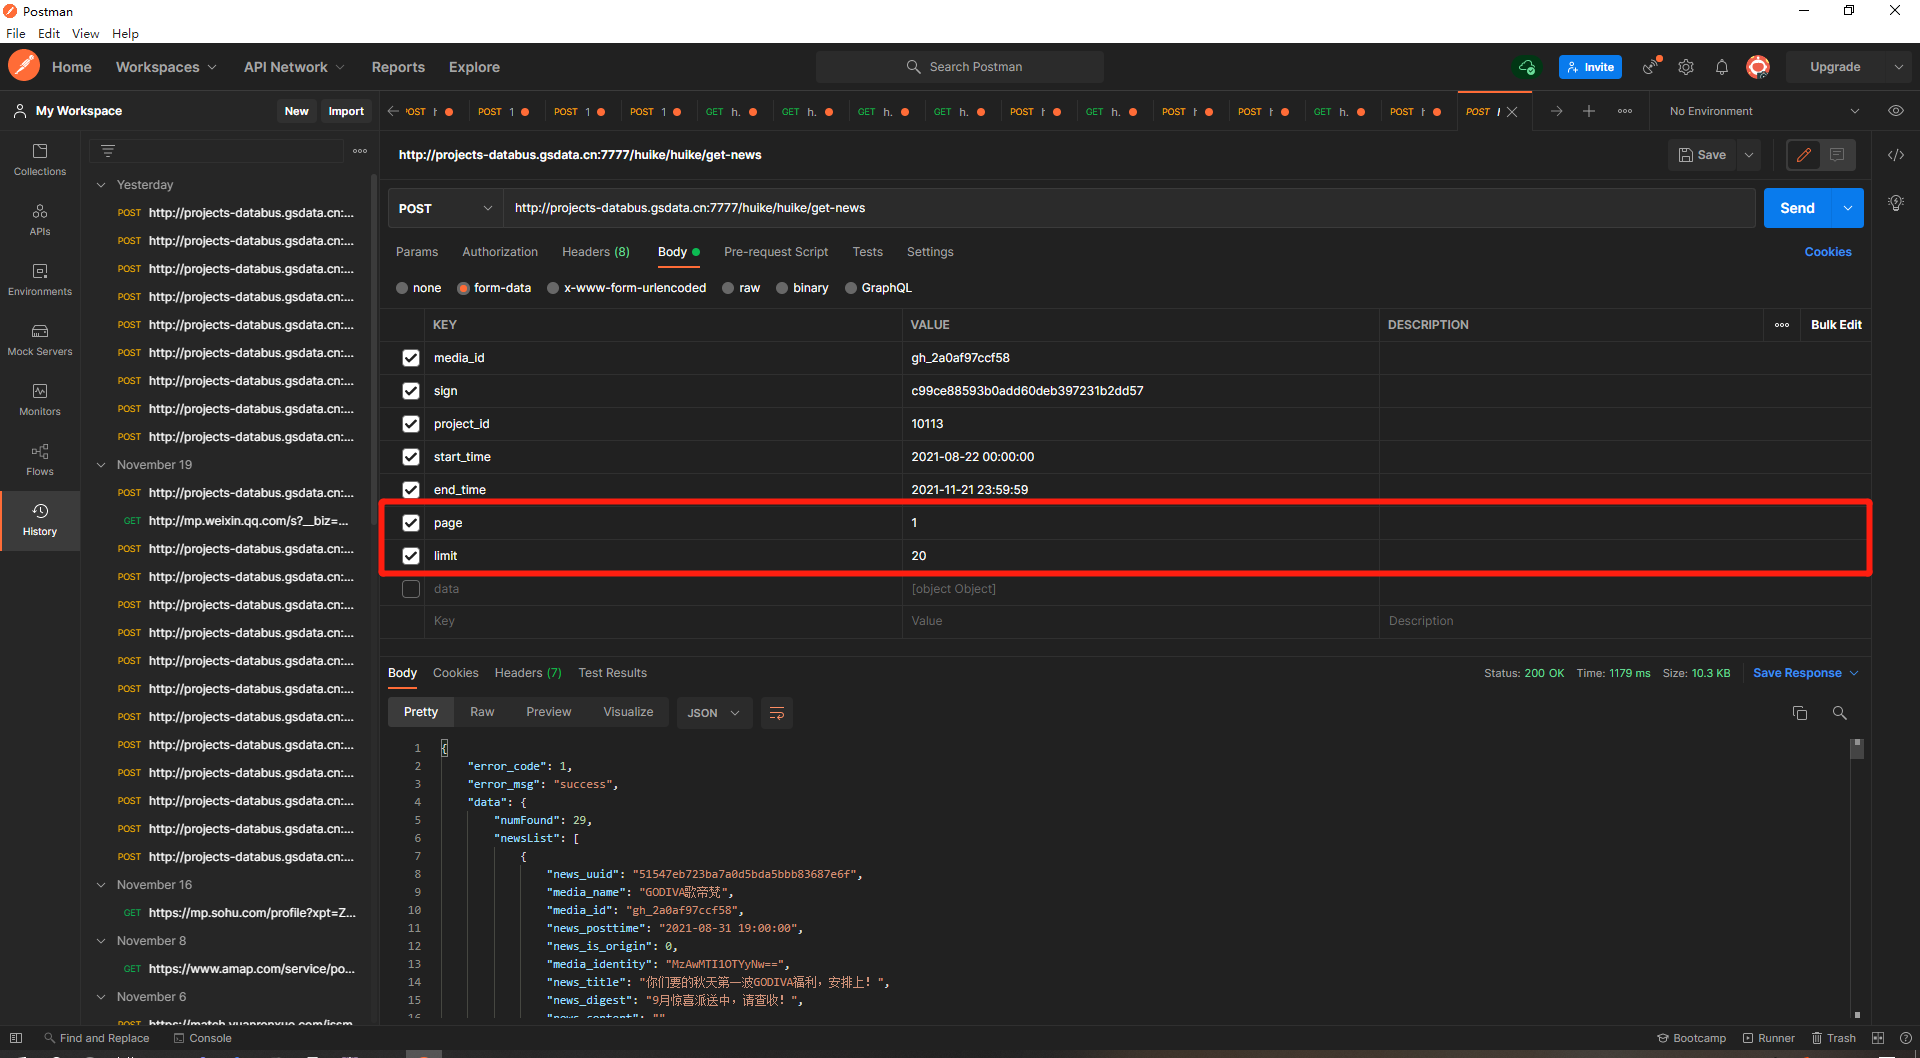 Postman
File Edit View Help
Home Workspaces API Network Reports Explore Search Postman Invite Upgrade
My Workspace New Import
POST POST 1 POST 1 POST 1 GET h. GET h. GET h. GET h. POST GET h. POST POST GET h. POST POST No Environment
Collections
APIs
Environments
Mock Servers
Monitors
Flows
History
Yesterday
POST http://projects-databus.gsdata.cn:...
POST http://projects-databus.gsdata.cn:...
POST http://projects-databus.gsdata.cn:...
POST http://projects-databus.gsdata.cn:...
POST http://projects-databus.gsdata.cn:...
POST http://projects-databus.gsdata.cn:...
POST http://projects-databus.gsdata.cn:...
POST http://projects-databus.gsdata.cn:...
POST http://projects-databus.gsdata.cn:...
November 19
POST http://projects-databus.gsdata.cn:...
GET http://mp.weixin.qq.com/s?__biz=...
POST http://projects-databus.gsdata.cn:...
POST http://projects-databus.gsdata.cn:...
POST http://projects-databus.gsdata.cn:...
POST http://projects-databus.gsdata.cn:...
POST http://projects-databus.gsdata.cn:...
POST http://projects-databus.gsdata.cn:...
POST http://projects-databus.gsdata.cn:...
POST http://projects-databus.gsdata.cn:...
POST http://projects-databus.gsdata.cn:...
POST http://projects-databus.gsdata.cn:...
POST http://projects-databus.gsdata.cn:...
POST http://projects-databus.gsdata.cn:...
November 16
GET https://mp.sohu.com/profile?xpt=Z...
November 8
GET https://www.amap.com/service/po...
November 6
http://projects-databus.gsdata.cn:7777/huike/huike/get-news Save
POST http://projects-databus.gsdata.cn:7777/huike/huike/get-news Send
Params Authorization Headers (8) Body Pre-request Script Tests Settings Cookies
none form-data x-www-form-urlencoded raw binary GraphQL
KEY VALUE DESCRIPTION Bulk Edit
media_id gh_2a0af97ccf58
sign c99ce88593b0add60deb397231b2dd57
project_id 10113
start_time 2021-08-22 00:00:00
end_time 2021-11-21 23:59:59
page 1
limit 20
data [object Object]
Key Value Description
Body Cookies Headers (7) Test Results Status: 200 OK Time: 1179 ms Size: 10.3 KB Save Response
Pretty Raw Preview Visualize JSON
1 {
2 "error_code": 1,
3 "error_msg": "success",
4 "data": {
5 "numFound": 29,
6 "newsList": [
7 {
8 "news_uuid": "51547eb723ba7a0d5bda5bbb83687e6f",
9 "media_name": "GODIVA歌帝梵",
10 "media_id": "gh_2a0af97ccf58",
11 "news_posttime": "2021-08-31 19:00:00",
12 "news_is_origin": 0,
13 "media_identity": "MzAwMTI1OTYyNw==",
14 "news_title": "你们要的秋天第一波GODIVA福利，安排上！",
15 "news_digest": "9月惊喜派送中，请查收！",
16 "news_content": ""
Find and Replace Console Bootcamp Runner Trash